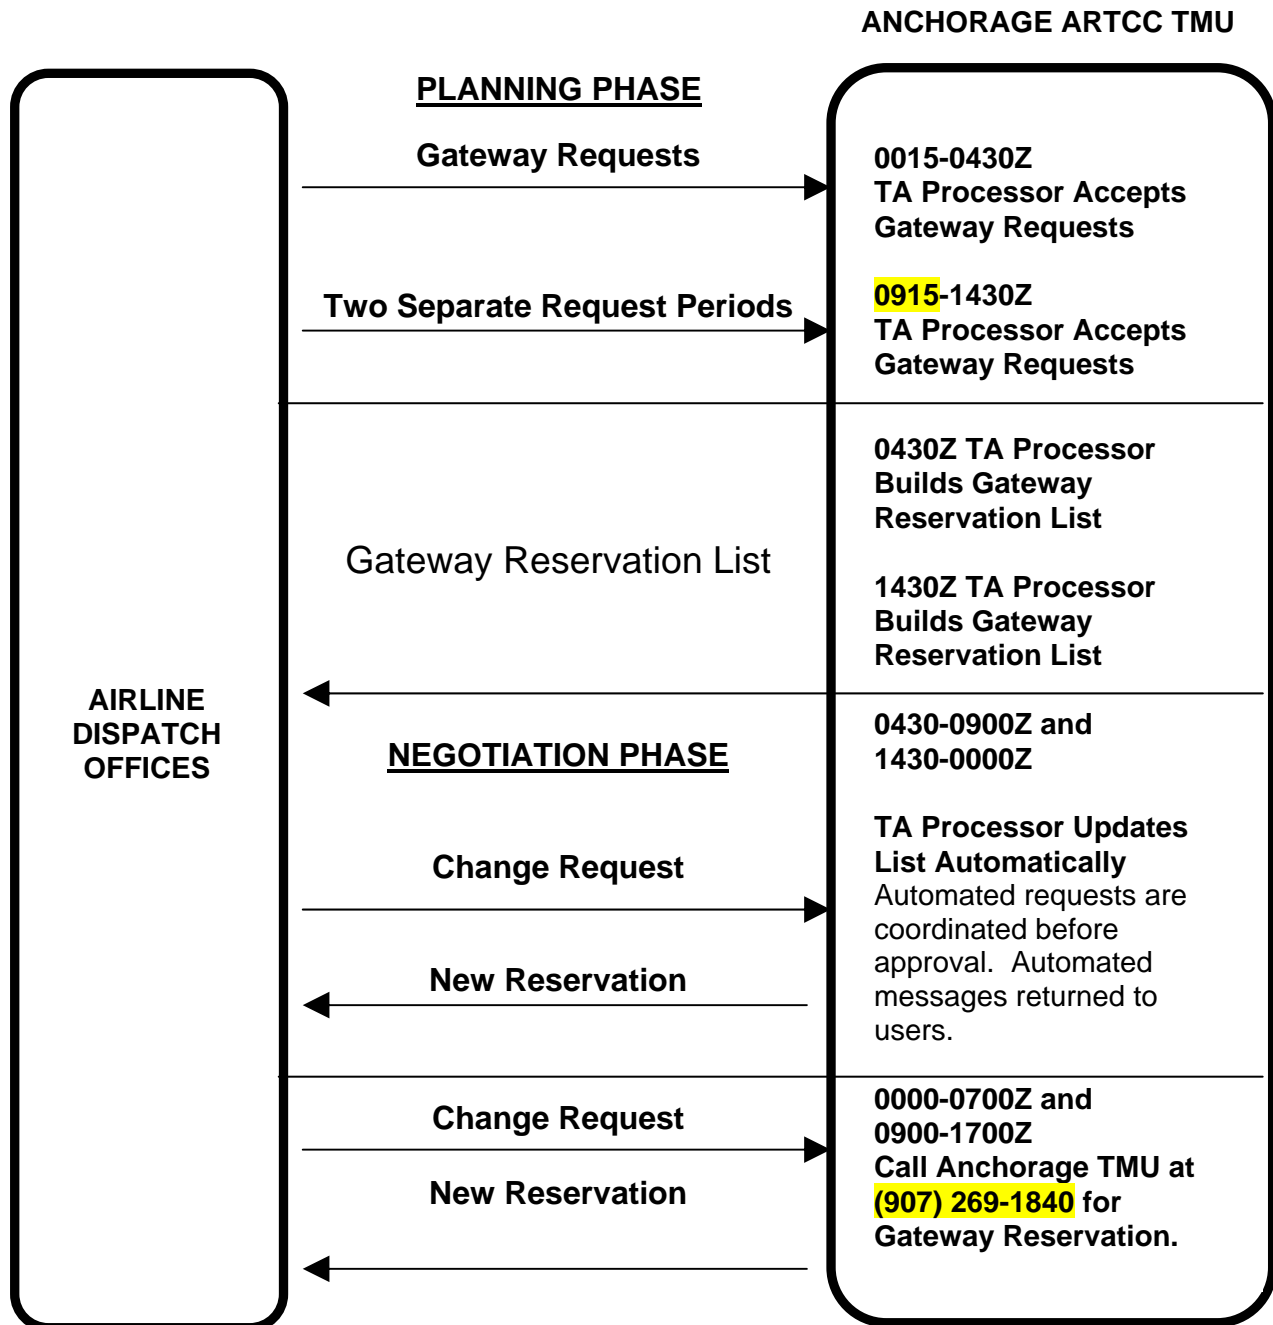 ANCHORAGE ARTCC TMU
PLANNING PHASE
Gateway Requests
0015-0430Z
TA Processor Accepts
Gateway Requests
Two Separate Request Periods
0915-1430Z
TA Processor Accepts
Gateway Requests
Gateway Reservation List
0430Z TA Processor
Builds Gateway
Reservation List
1430Z TA Processor
Builds Gateway
Reservation List
AIRLINE
DISPATCH
OFFICES
NEGOTIATION PHASE
0430-0900Z and
1430-0000Z
Change Request
New Reservation
TA Processor Updates
List Automatically
Automated requests are
coordinated before
approval. Automated
messages returned to
users.
Change Request
New Reservation
0000-0700Z and
0900-1700Z
Call Anchorage TMU at
(907) 269-1840 for
Gateway Reservation.